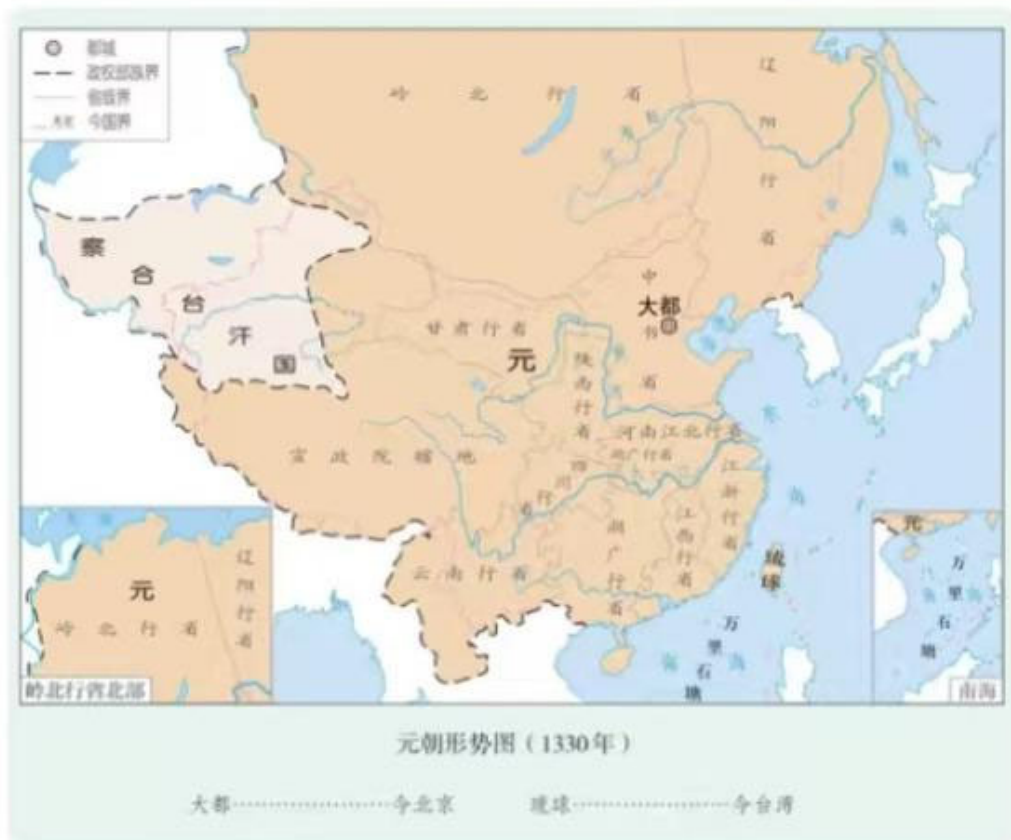 都城
政权部族界
省级界
今国界
岭北行省
辽阳行省
察合台汗国
元
大都
中书省
甘肃行省
陕西行省
河南江北行省
宣政院辖地
四川行省
湖广行省
江西行省
江浙行省
云南行省
琉球
万里石塘
元
岭北行省
辽阳行省
岭北行省北部
元
万里石塘
南海
元朝形势图（1330年）
大都…………………今北京
琉球…………………今台湾